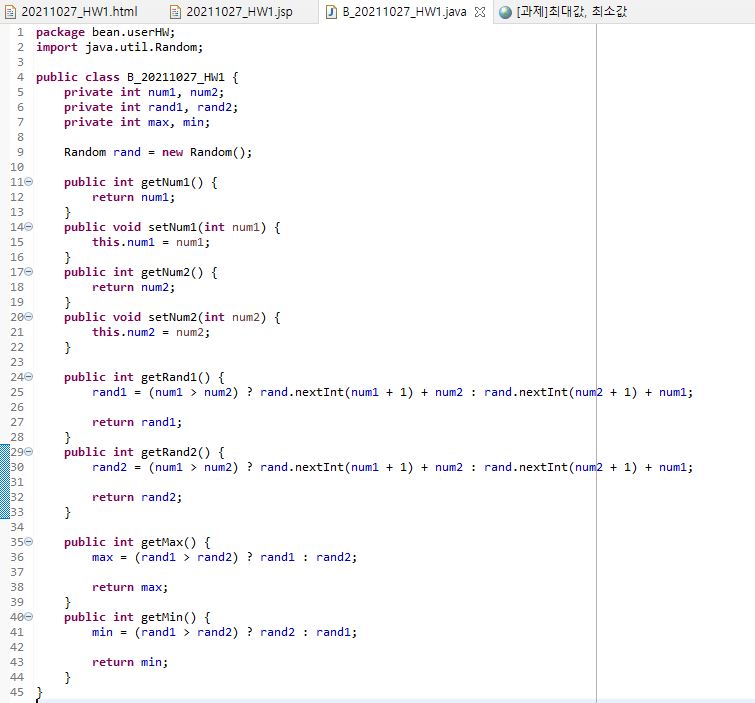 20211027_HW1.html 20211027_HW1.jsp B_20211027_HW1.java [과제]최대값, 최소값
1 package bean.userHW;
2 import java.util.Random;
3
4 public class B_20211027_HW1 {
5 private int num1, num2;
6 private int rand1, rand2;
7 private int max, min;
8
9 Random rand = new Random();
10
11 public int getNum1() {
12 return num1;
13 }
14 public void setNum1(int num1) {
15 this.num1 = num1;
16 }
17 public int getNum2() {
18 return num2;
19 }
20 public void setNum2(int num2) {
21 this.num2 = num2;
22 }
23
24 public int getRand1() {
25 rand1 = (num1 > num2) ? rand.nextInt(num1 + 1) + num2 : rand.nextInt(num2 + 1) + num1;
26
27 return rand1;
28 }
29 public int getRand2() {
30 rand2 = (num1 > num2) ? rand.nextInt(num1 + 1) + num2 : rand.nextInt(num2 + 1) + num1;
31
32 return rand2;
33 }
34
35 public int getMax() {
36 max = (rand1 > rand2) ? rand1 : rand2;
37
38 return max;
39 }
40 public int getMin() {
41 min = (rand1 > rand2) ? rand2 : rand1;
42
43 return min;
44 }
45 }